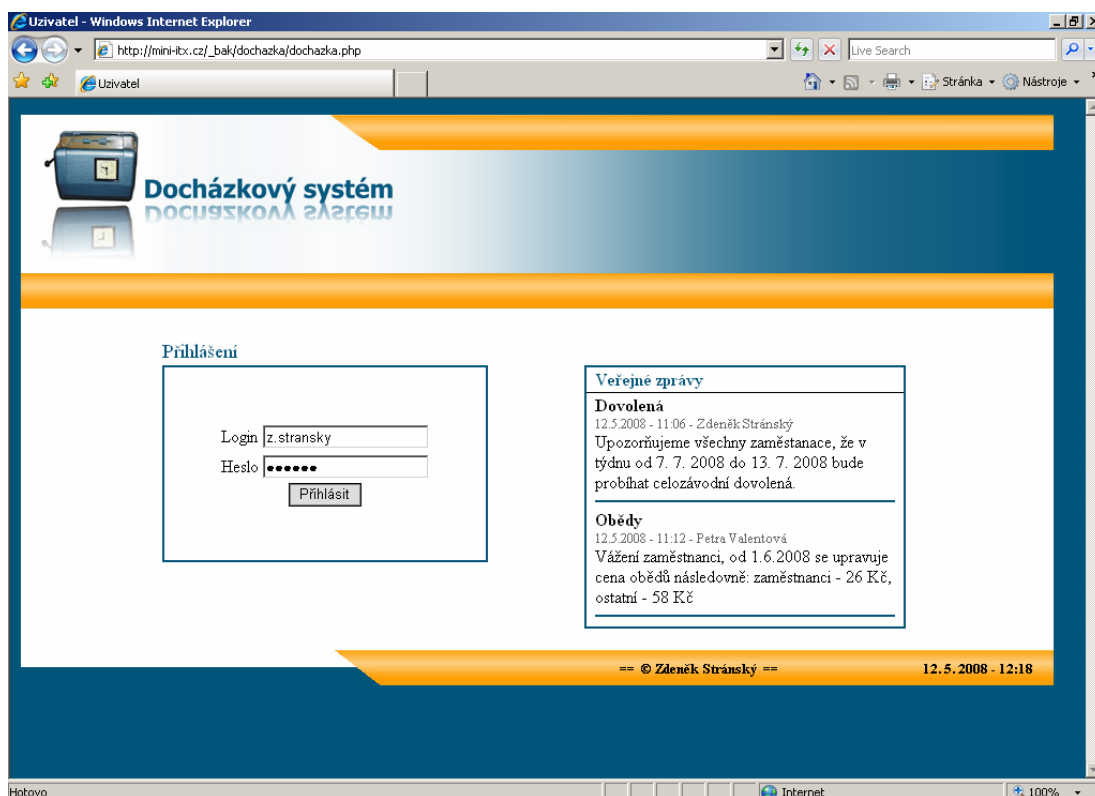 Uzivatel - Windows Internet Explorer
http://mini-itx.cz/_bak/dochazka/dochazka.php
Live Search
Uzivatel
Stránka
Nástroje
Docházkový systém
Přihlášení
Login z.stransky
Heslo ●●●●●●
Přihlásit
Veřejné zprávy
Dovolená
12.5.2008 - 11:06 - Zdeněk Stránský
Upozorňujeme všechny zaměstanace, že v
týdnu od 7. 7. 2008 do 13. 7. 2008 bude
probíhat celozávodní dovolená.
Obědy
12.5.2008 - 11:12 - Petra Valentová
Vážení zaměstnanci, od 1.6.2008 se upravuje
cena obědů následovně: zaměstnanci - 26 Kč,
ostatní - 58 Kč
== © Zdeněk Stránský ==
12.5.2008 - 12:18
Hotovo
Internet
100%